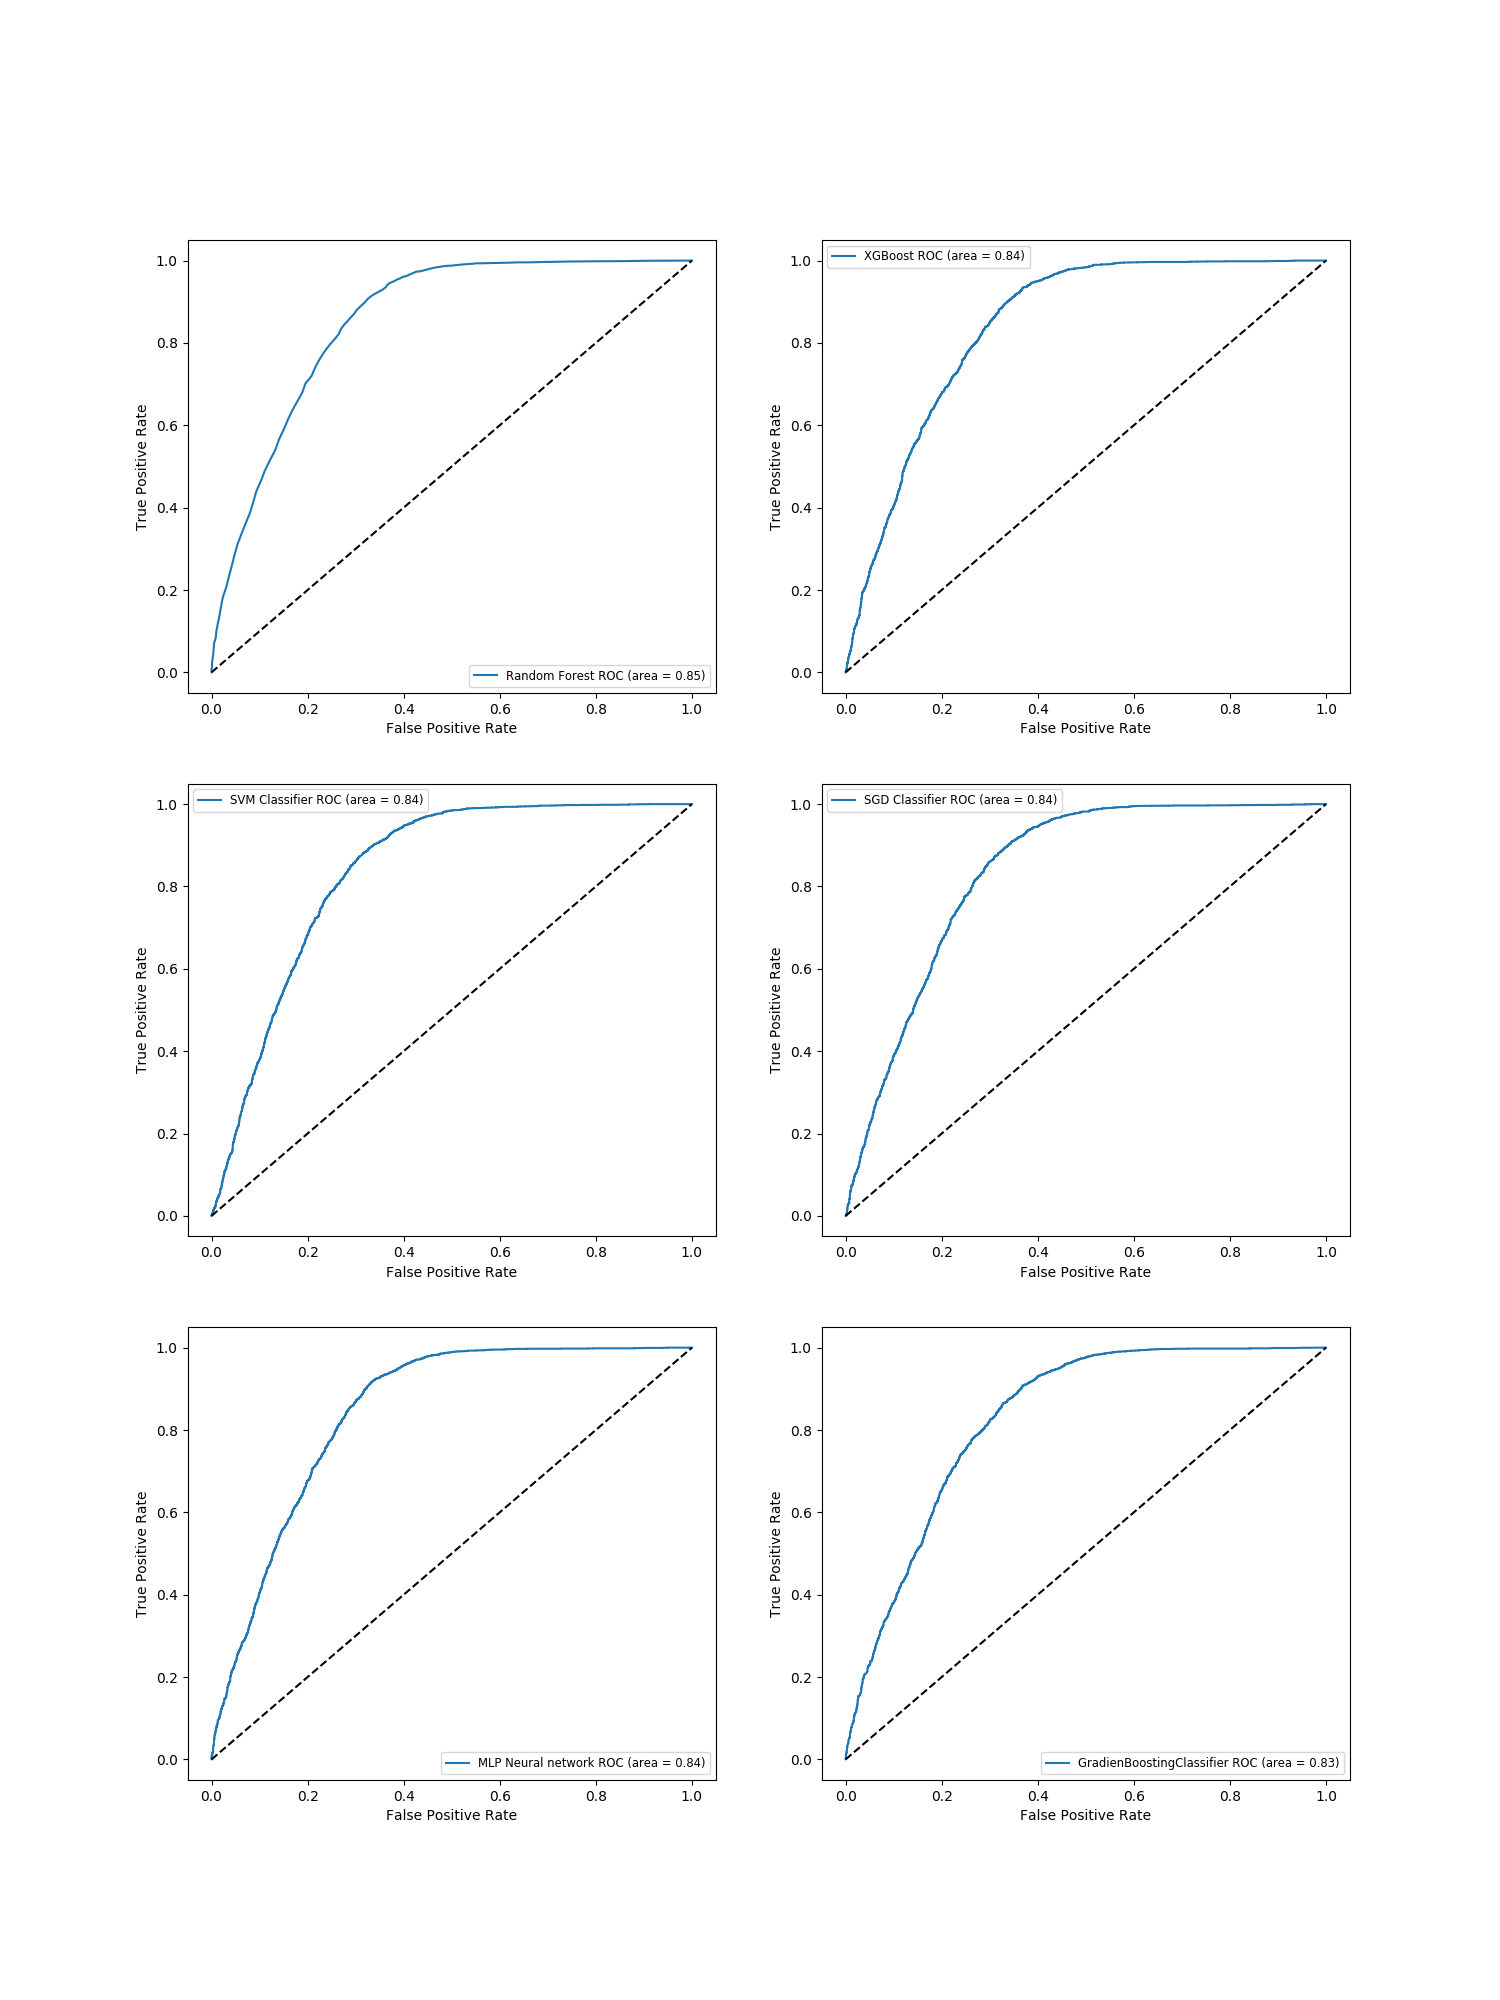 1.0
0.8
0.6
0.4
0.2
0.0
True Positive Rate
Random Forest ROC (area = 0.85)
0.0 0.2 0.4 0.6 0.8 1.0
False Positive Rate
XGBoost ROC (area = 0.84)
1.0
0.8
0.6
0.4
0.2
0.0
True Positive Rate
0.0 0.2 0.4 0.6 0.8 1.0
False Positive Rate
SVM Classifier ROC (area = 0.84)
1.0
0.8
0.6
0.4
0.2
0.0
True Positive Rate
0.0 0.2 0.4 0.6 0.8 1.0
False Positive Rate
SGD Classifier ROC (area = 0.84)
1.0
0.8
0.6
0.4
0.2
0.0
True Positive Rate
0.0 0.2 0.4 0.6 0.8 1.0
False Positive Rate
1.0
0.8
0.6
0.4
0.2
0.0
True Positive Rate
MLP Neural network ROC (area = 0.84)
0.0 0.2 0.4 0.6 0.8 1.0
False Positive Rate
1.0
0.8
0.6
0.4
0.2
0.0
True Positive Rate
GradienBoostingClassifier ROC (area = 0.83)
0.0 0.2 0.4 0.6 0.8 1.0
False Positive Rate